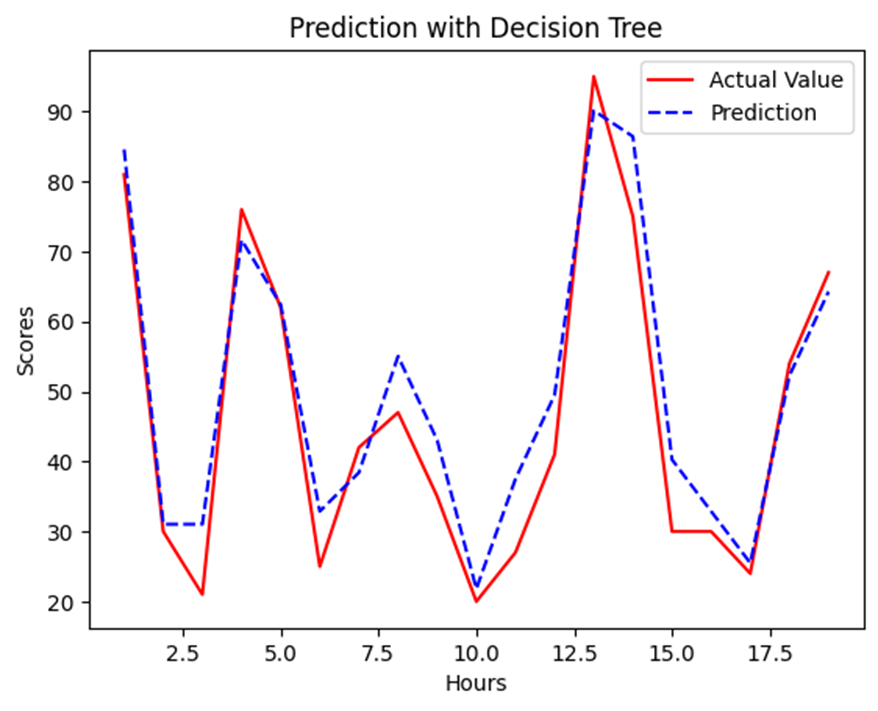 Prediction with Decision Tree
Actual Value
Prediction
90
80
70
60
50
40
30
20
Scores
2.5 5.0 7.5 10.0 12.5 15.0 17.5
Hours